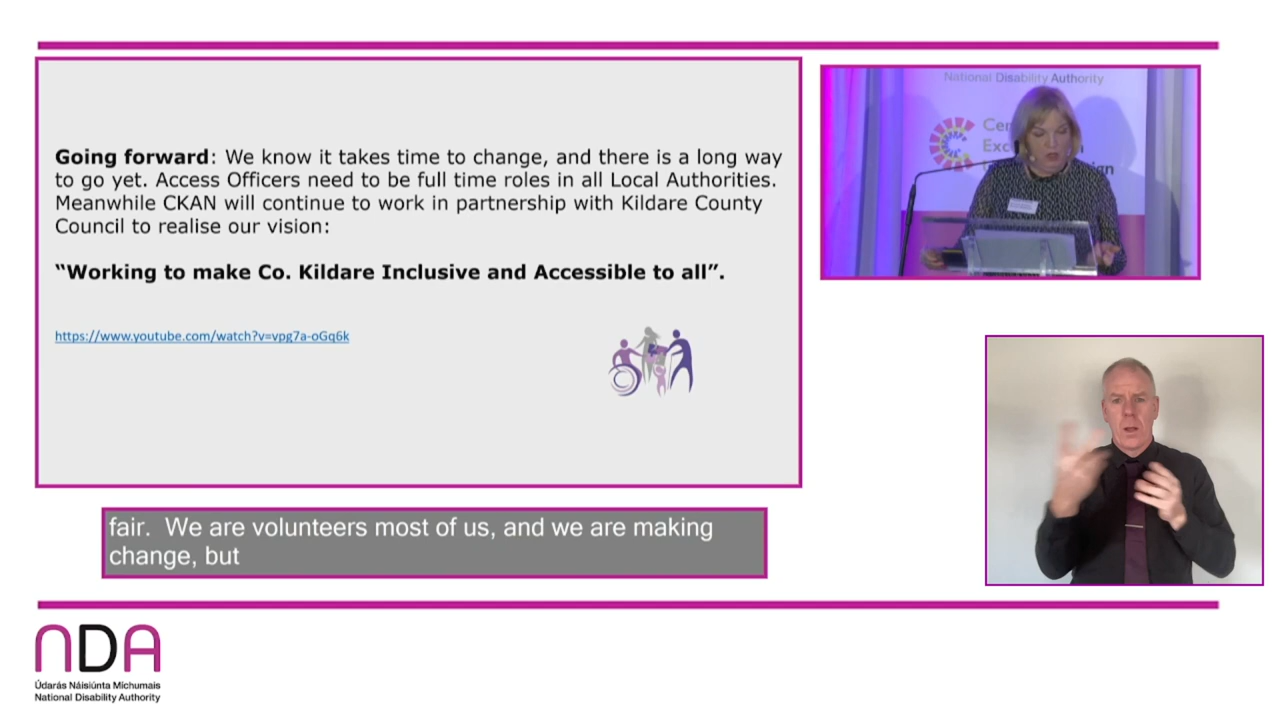 Going forward: We know it takes time to change, and there is a long way
to go yet. Access Officers need to be full time roles in all Local Authorities.
Meanwhile CKAN will continue to work in partnership with Kildare County
Council to realise our vision:
“Working to make Co. Kildare Inclusive and Accessible to all”.
https://www.youtube.com/watch?v=vpg7a-oGq6k
National Disability Authority
fair.  We are volunteers most of us, and we are making
change, but
NDA
Údarás Náisiúnta Míchumais
National Disability Authority